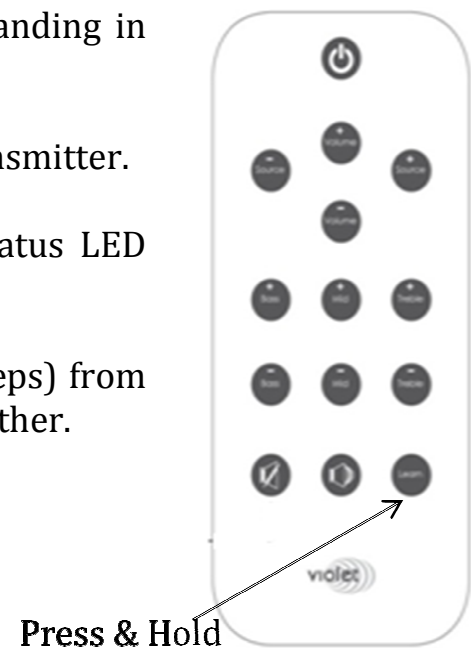 anding in
nsmitter.
atus LED
eps) from
ther.
+
Volume
-
Source
+
Source
-
Volume
+
Bass
+
Mid
+
Treble
-
Bass
-
Mid
-
Treble
Learn
violet
Press & Hold